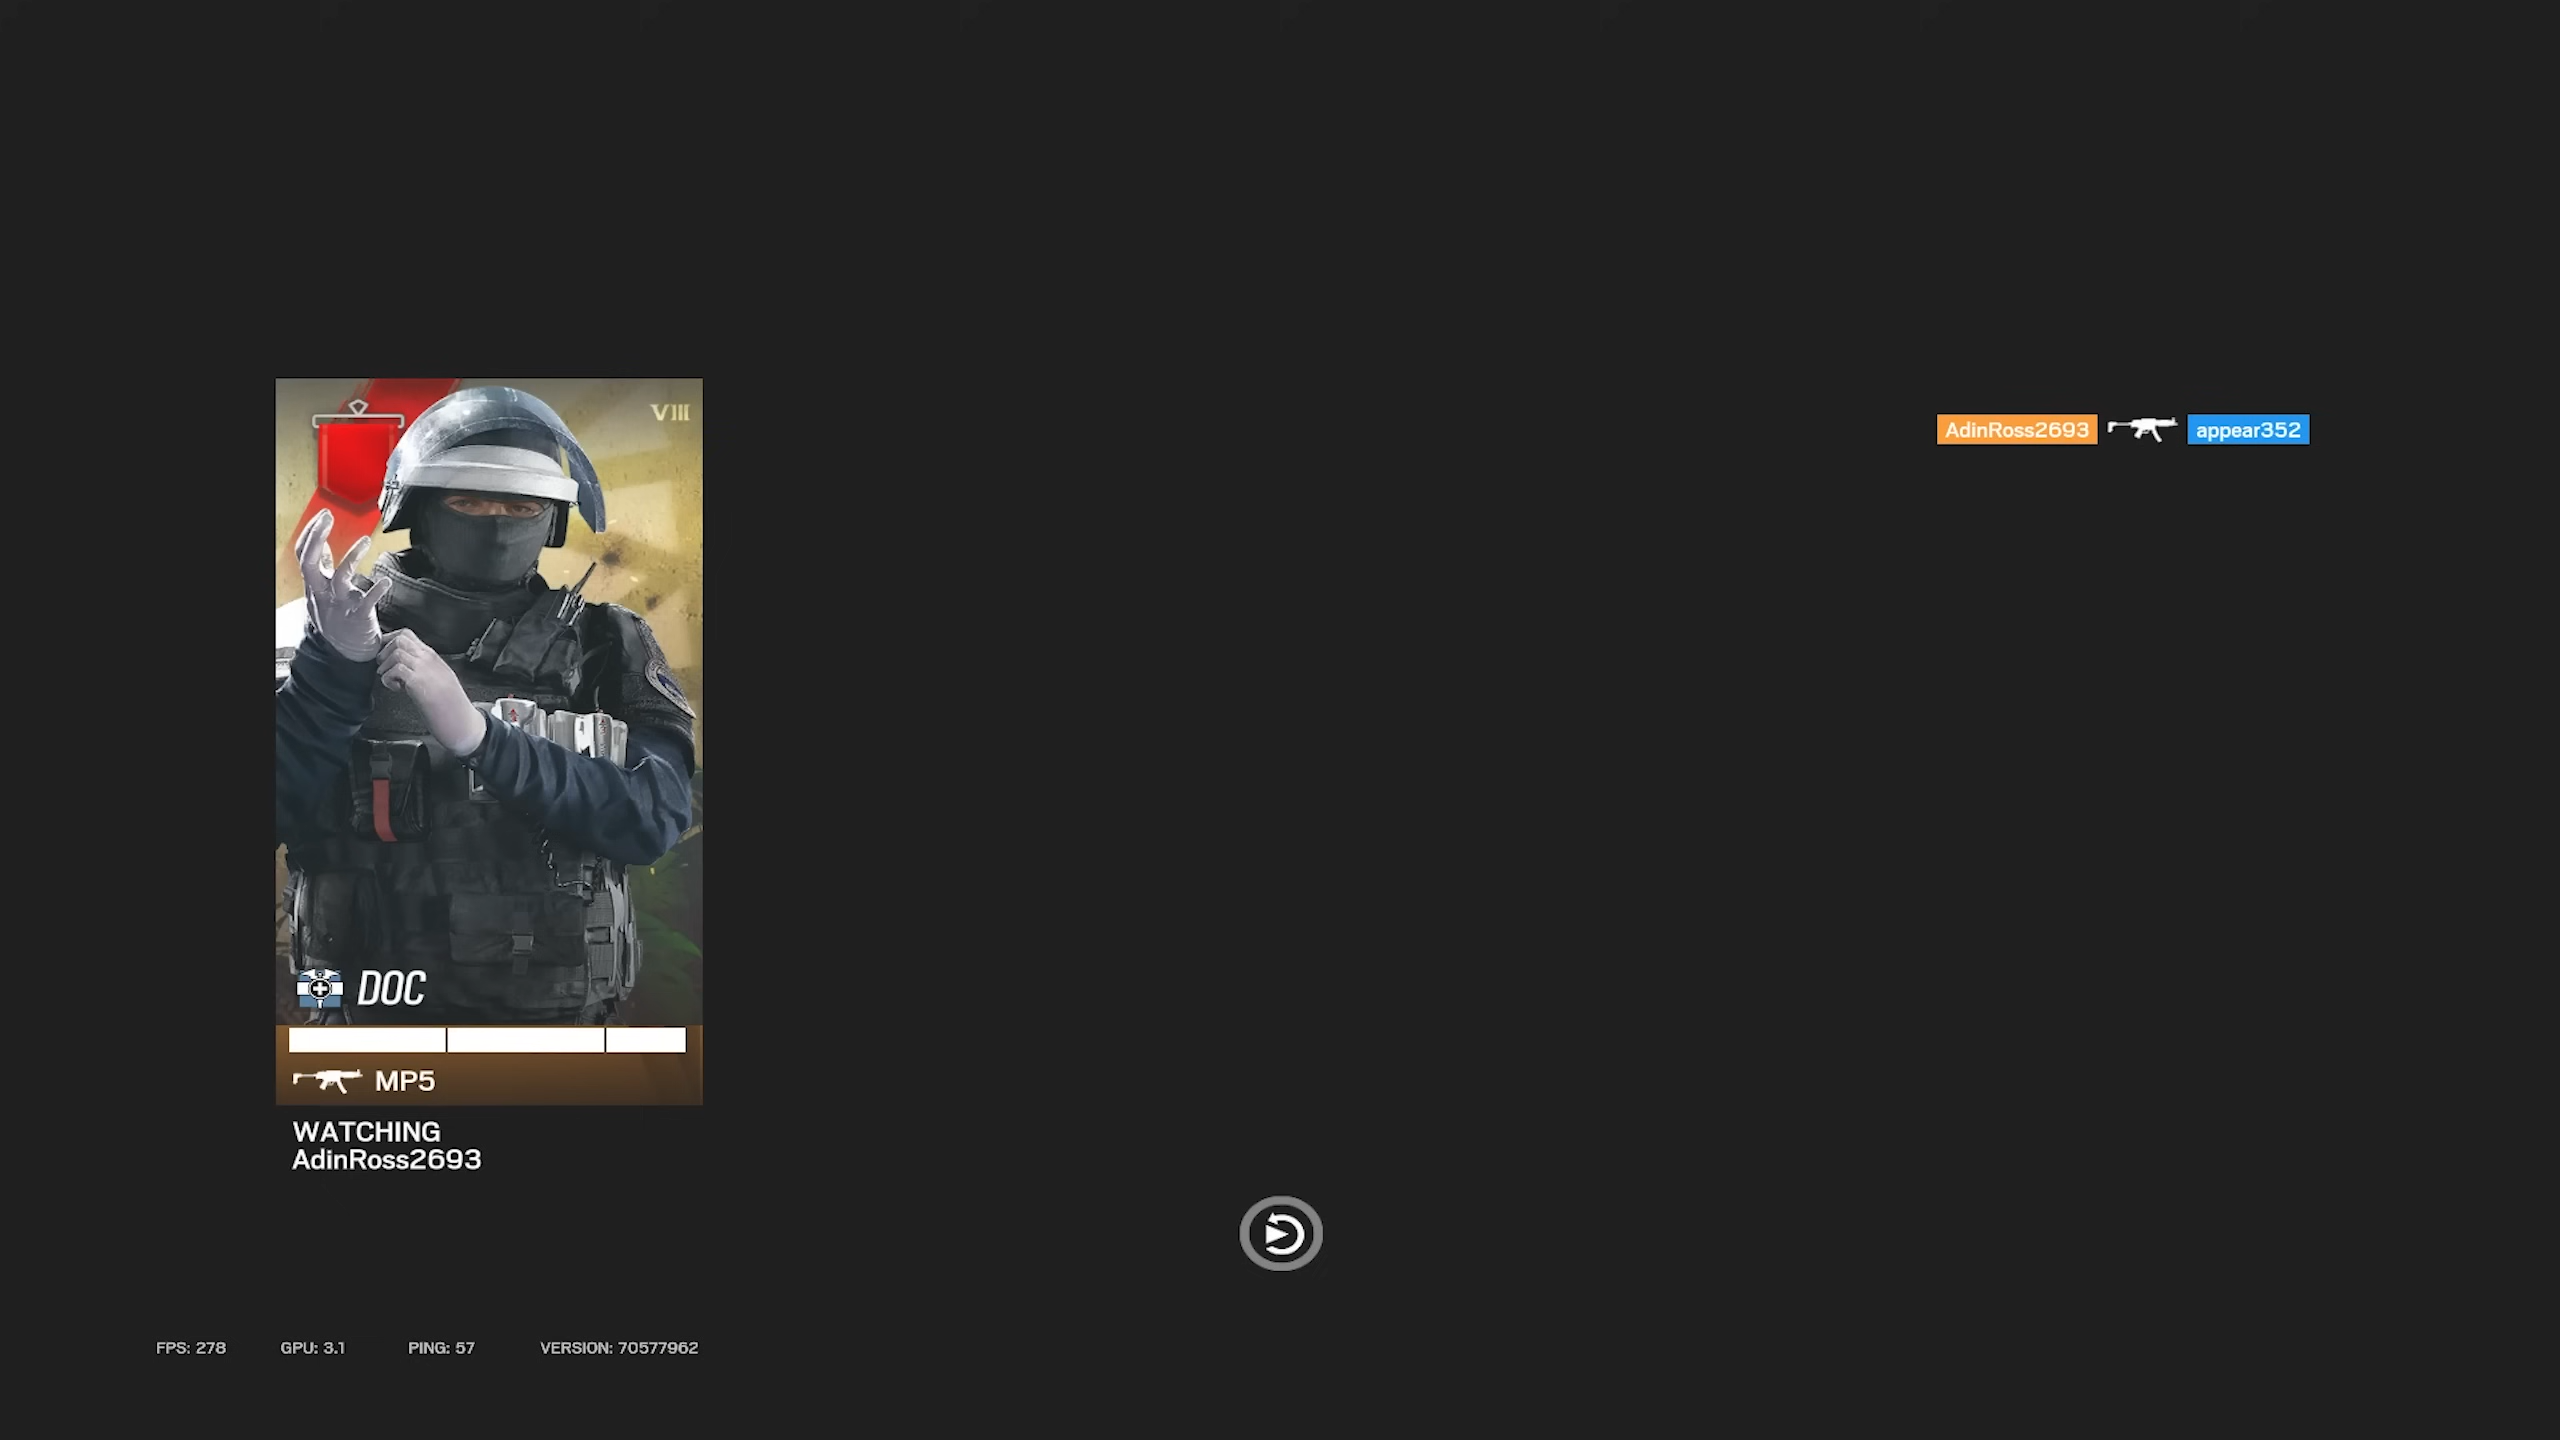 VIII
AdinRoss2693 appear352
DOC
MP5
WATCHING
AdinRoss2693
FPS: 278 GPU: 3.1 PING: 57 VERSION: 70577962